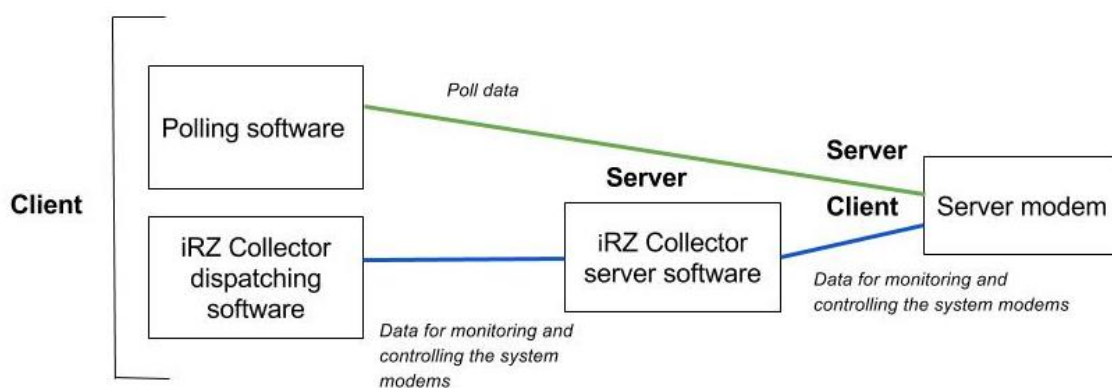 Poll data
Polling software
Server
Server
Client
Client
Server modem
iRZ Collector
dispatching
software
iRZ Collector
server software
Data for monitoring and
controlling the system modems
Data for monitoring and
controlling the system
modems